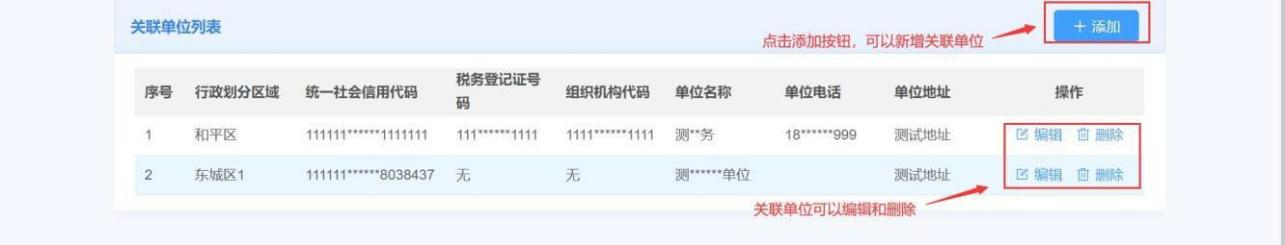 关联单位列表
+ 添加
点击添加按钮，可以新增关联单位
序号 行政划分区域 统一社会信用代码 税务登记证号码 组织机构代码 单位名称 单位电话 单位地址 操作
1 和平区 111111******1111111 111******1111 1111******1111 测**务 18******999 测试地址 编辑 删除
2 东城区1 111111******8038437 无 无 测******单位 测试地址 编辑 删除
关联单位可以编辑和删除